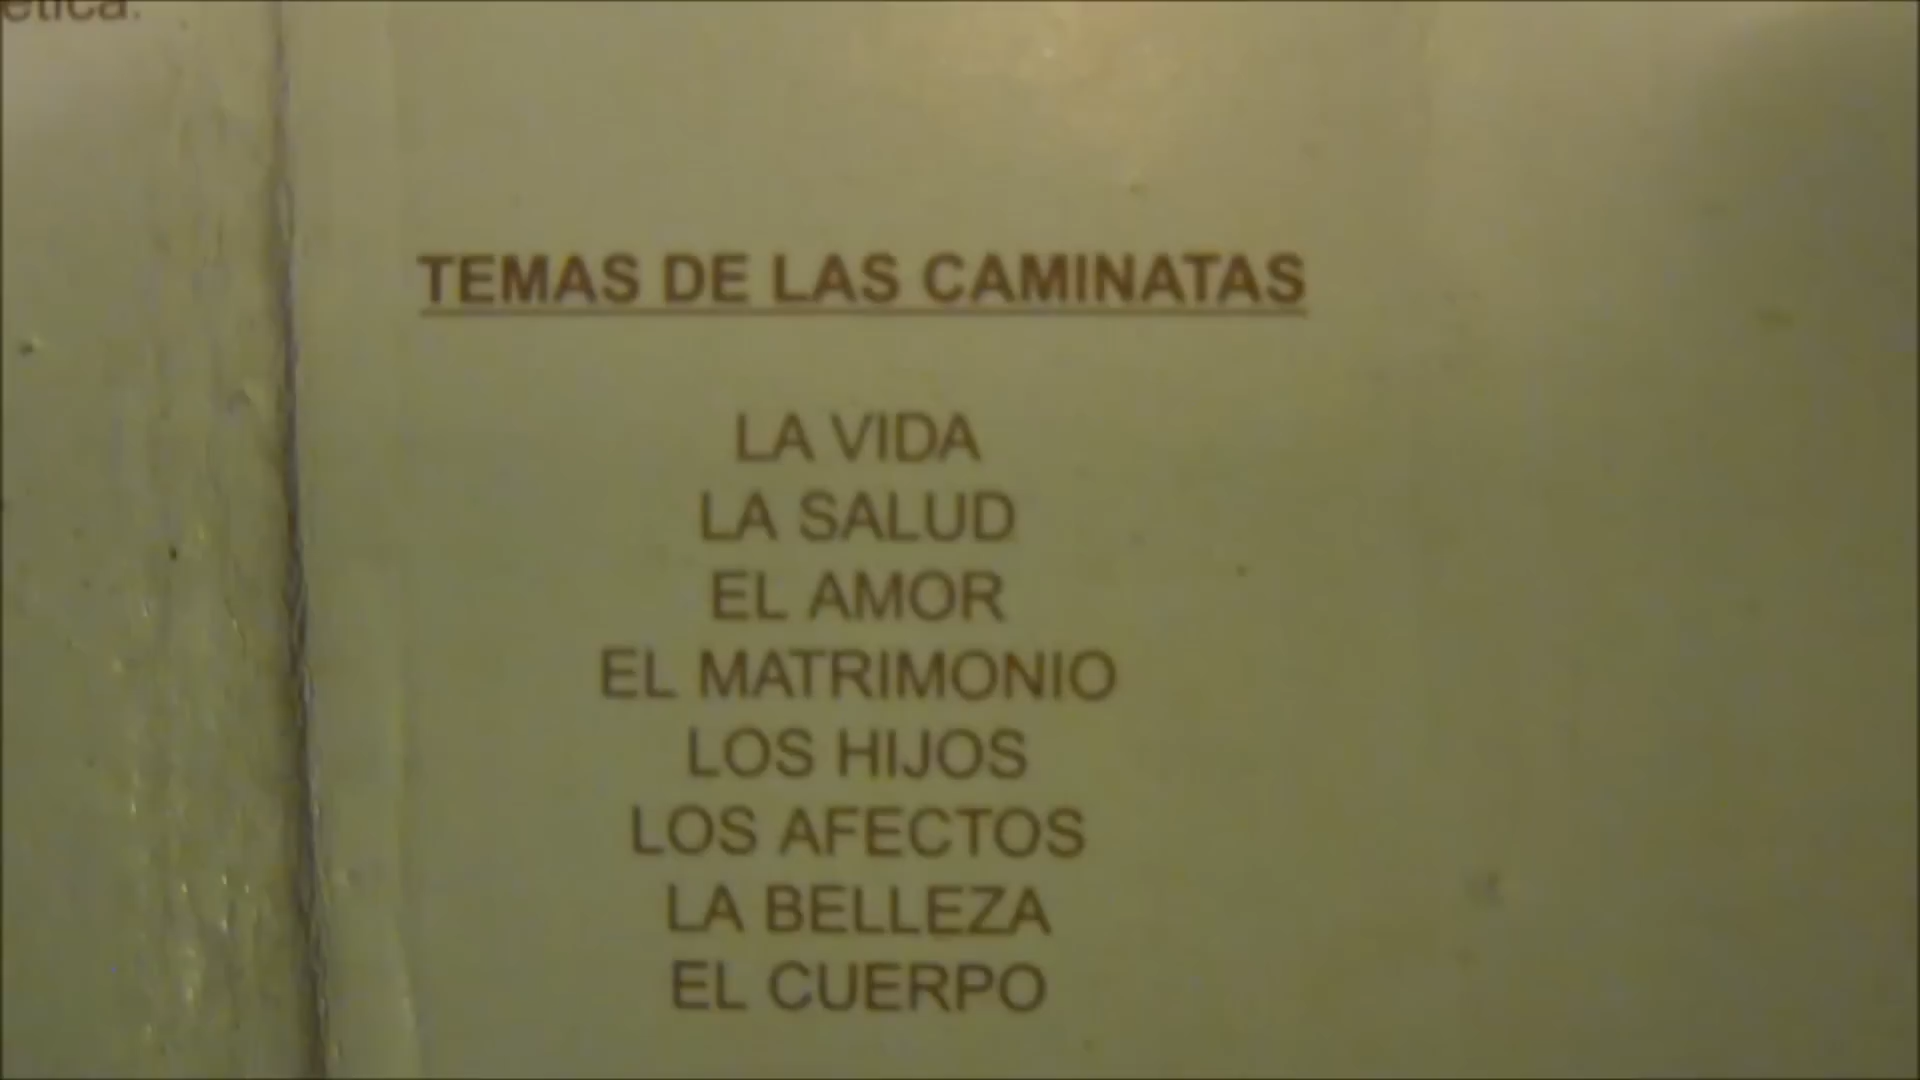 TEMAS DE LAS CAMINATAS
LA VIDA
LA SALUD
EL AMOR
EL MATRIMONIO
LOS HIJOS
LOS AFECTOS
LA BELLEZA
EL CUERPO